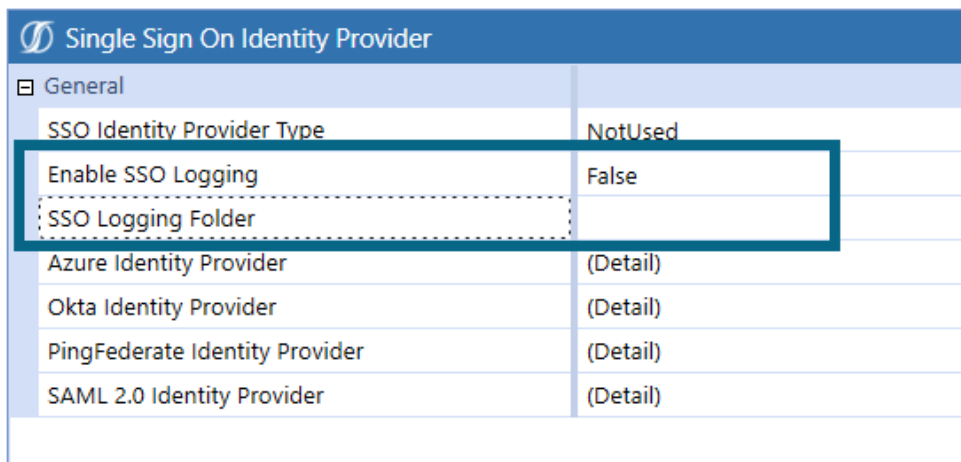 Single Sign On Identity Provider
General
SSO Identity Provider Type NotUsed
Enable SSO Logging False
SSO Logging Folder
Azure Identity Provider (Detail)
Okta Identity Provider (Detail)
PingFederate Identity Provider (Detail)
SAML 2.0 Identity Provider (Detail)